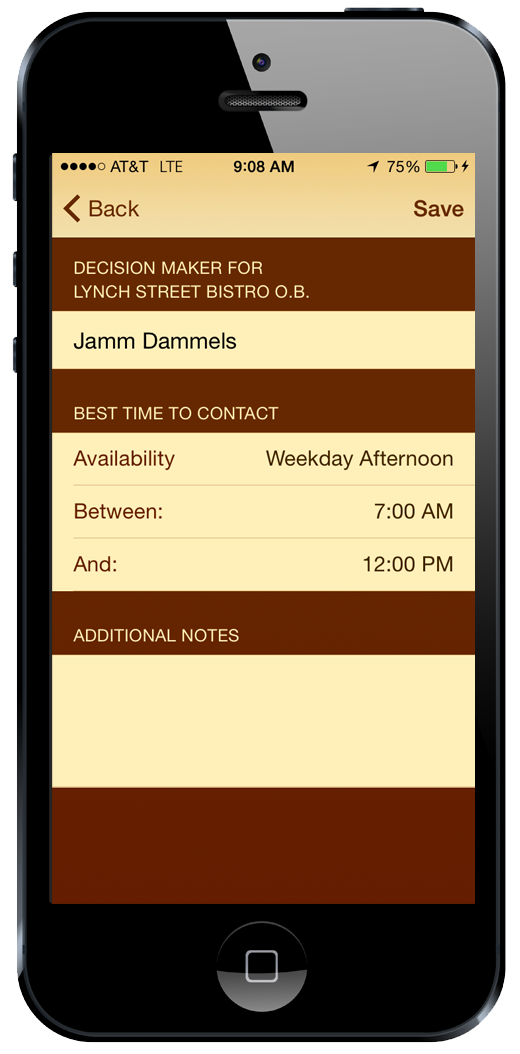 AT&T LTE 9:08 AM 75%
Back Save
DECISION MAKER FOR
LYNCH STREET BISTRO O.B.
Jamm Dammels
BEST TIME TO CONTACT
Availability Weekday Afternoon
Between: 7:00 AM
And: 12:00 PM
ADDITIONAL NOTES